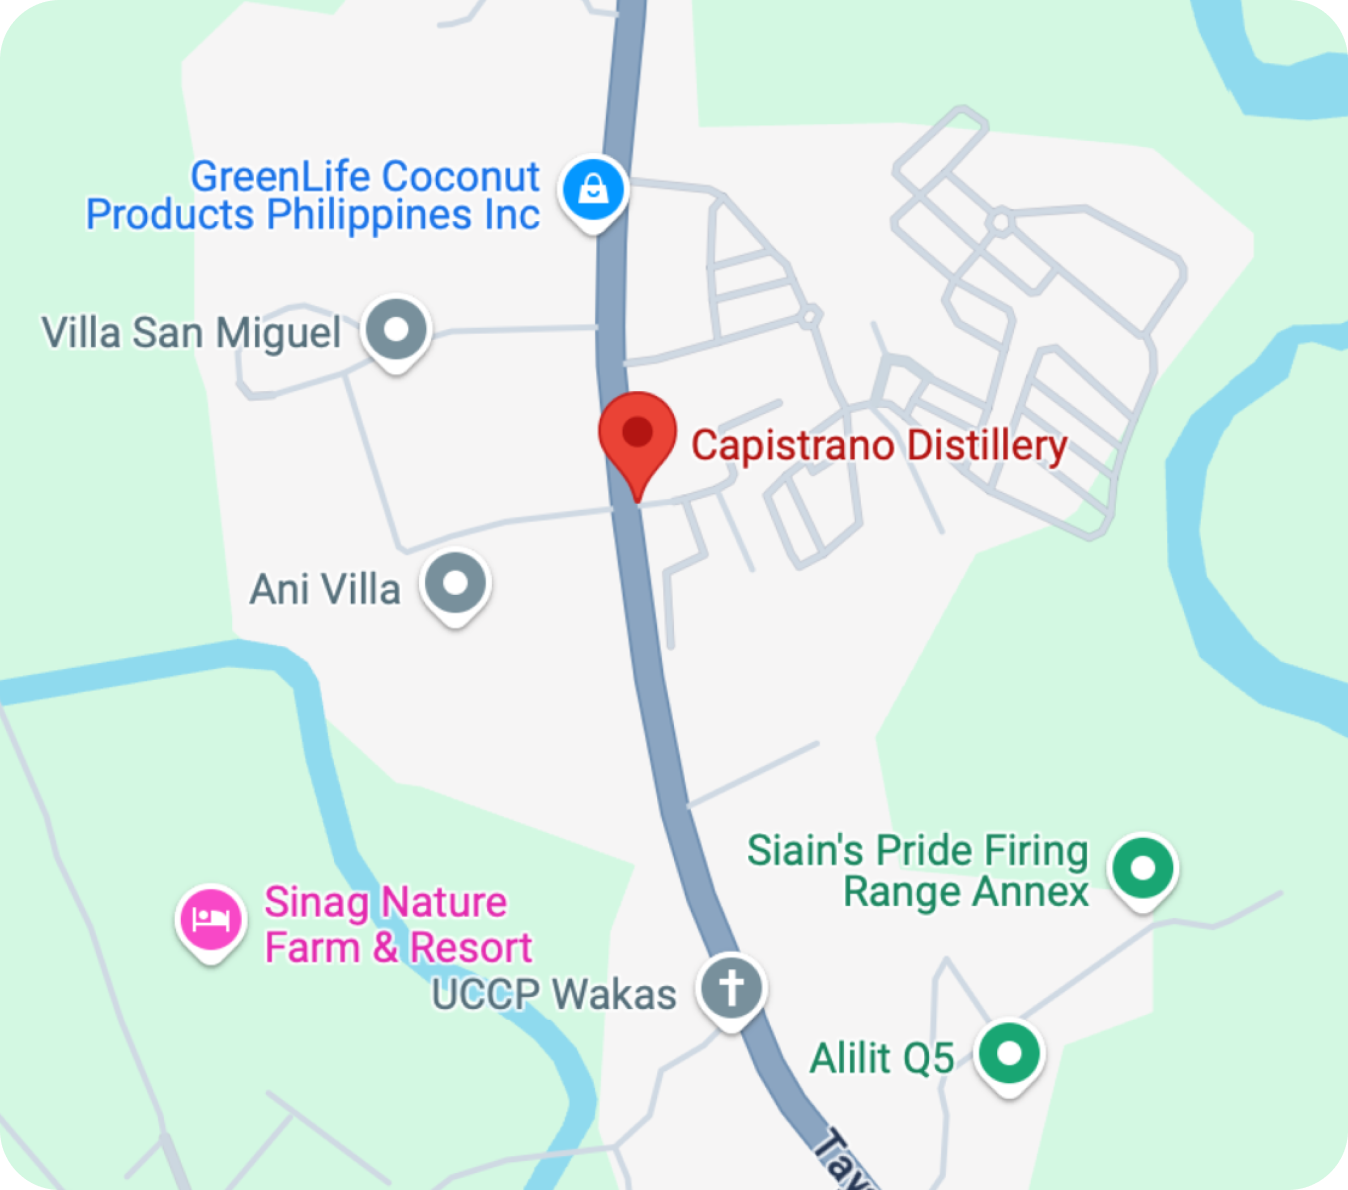 GreenLife Coconut
Products Philippines Inc
Villa San Miguel
Capistrano Distillery
Ani Villa
Siain's Pride Firing
Range Annex
Sinag Nature
Farm & Resort
UCCP Wakas
Alilit Q5